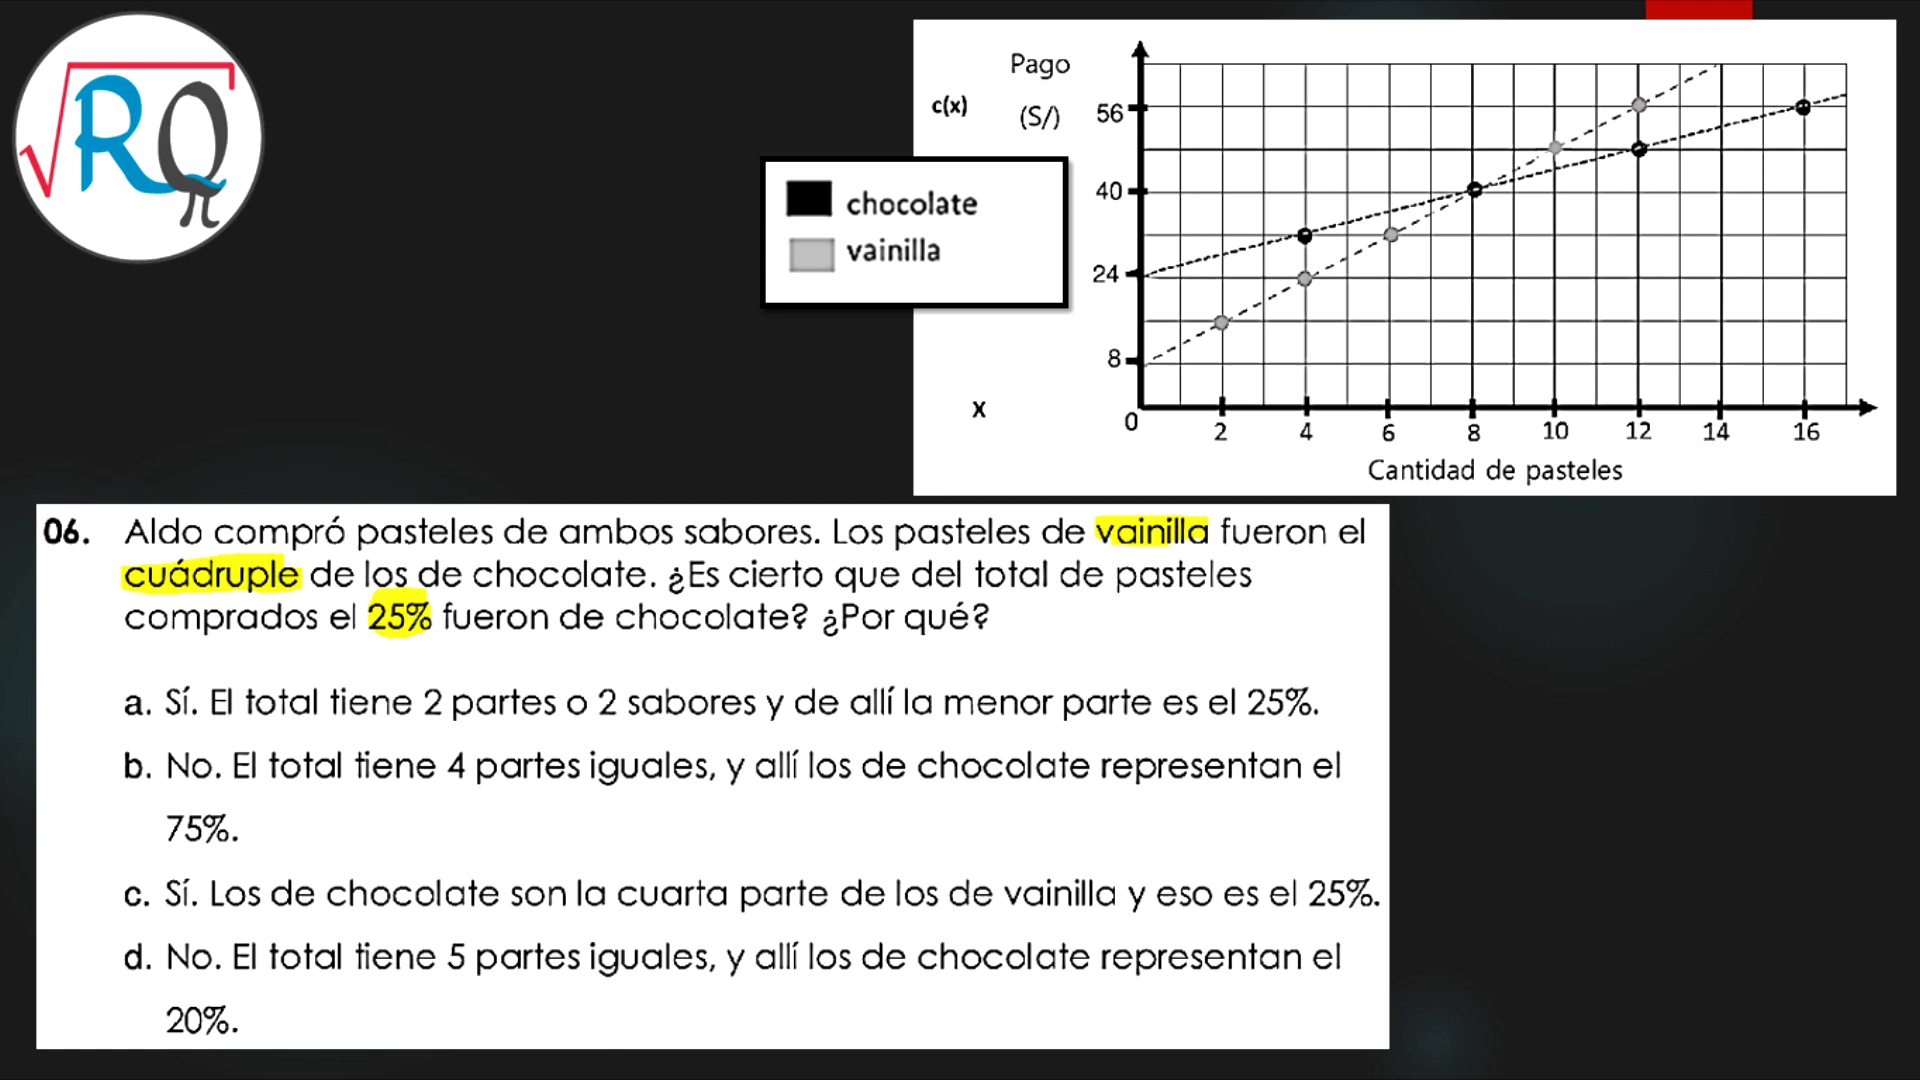 √RQπ
Pago
c(x)
(S/)
56
40
24
8
0
chocolate
vainilla
x
2 4 6 8 10 12 14 16
Cantidad de pasteles
06. Aldo compró pasteles de ambos sabores. Los pasteles de vainilla fueron el
cuádruple de los de chocolate. ¿Es cierto que del total de pasteles
comprados el 25% fueron de chocolate? ¿Por qué?
a. Sí. El total tiene 2 partes o 2 sabores y de allí la menor parte es el 25%.
b. No. El total tiene 4 partes iguales, y allí los de chocolate representan el
75%.
c. Sí. Los de chocolate son la cuarta parte de los de vainilla y eso es el 25%.
d. No. El total tiene 5 partes iguales, y allí los de chocolate representan el
20%.